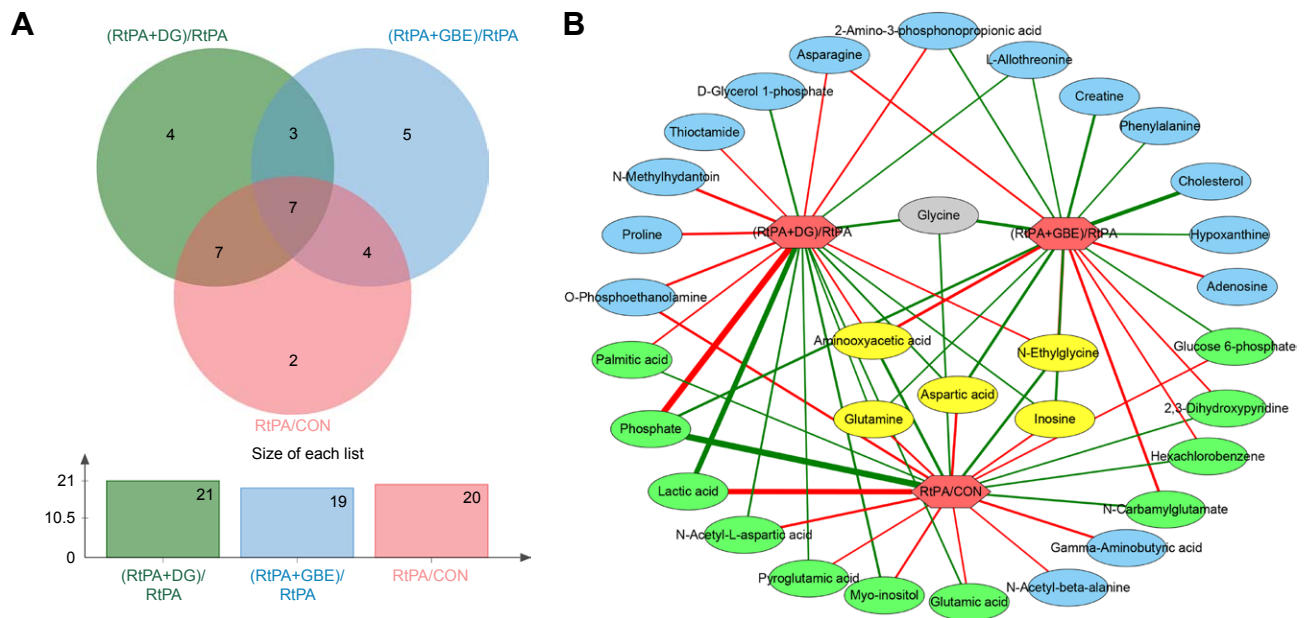 A
(RtPA+DG)/RtPA
(RtPA+GBE)/RtPA
4
3
5
7
7
4
2
RtPA/CON
Size of each list
21
10.5
0
21
19
20
(RtPA+DG)/
RtPA
(RtPA+GBE)/
RtPA
RtPA/CON
B
2-Amino-3-phosphonopropionic acid
Asparagine
L-Allothreonine
D-Glycerol 1-phosphate
Creatine
Thioctamide
Phenylalanine
N-Methylhydantoin
Cholesterol
Glycine
Proline
(RtPA+DG)/RtPA
(RtPA+GBE)/RtPA
Hypoxanthine
O-Phosphoethanolamine
Adenosine
Palmitic acid
Aminooxyacetic acid
N-Ethylglycine
Glucose 6-phosphate
Phosphate
Glutamine
Aspartic acid
Inosine
2,3-Dihydroxypyridine
Hexachlorobenzene
Lactic acid
RtPA/CON
N-Carbamylglutamate
N-Acetyl-L-aspartic acid
Gamma-Aminobutyric acid
Pyroglutamic acid
Myo-inositol
Glutamic acid
N-Acetyl-beta-alanine